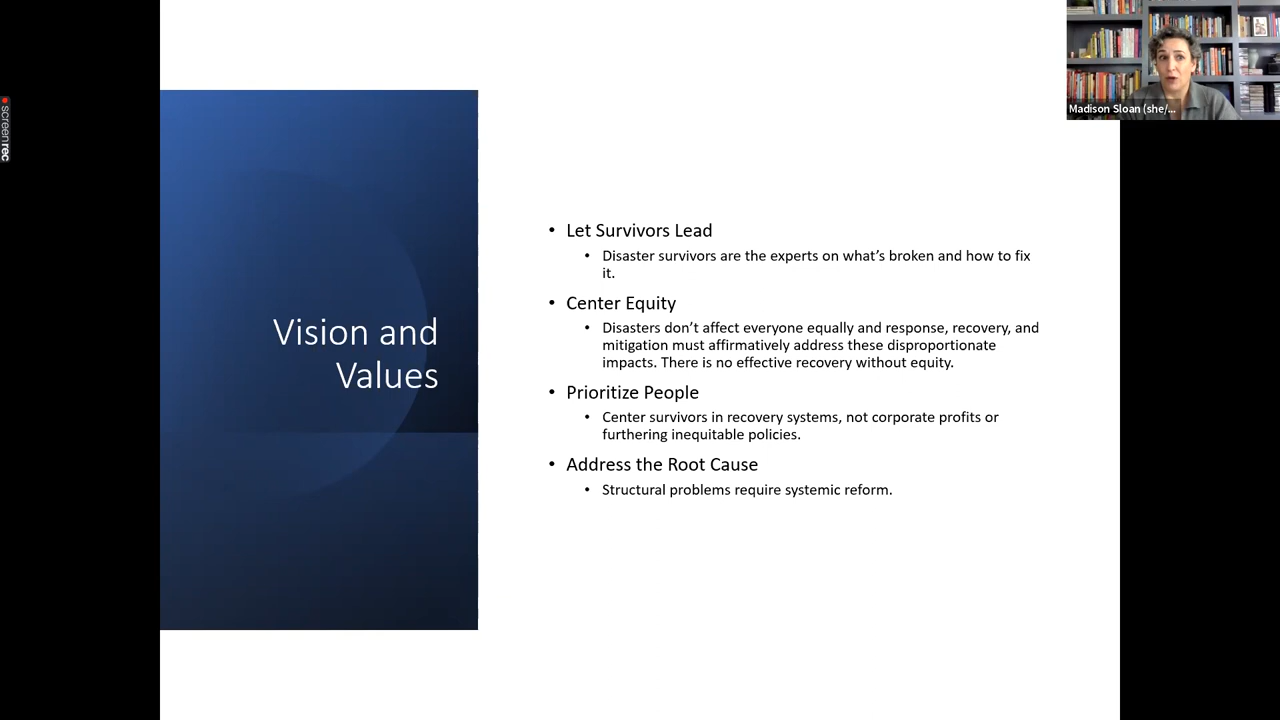 screenrec
Madison Sloan (she/...
Vision and
Values
• Let Survivors Lead
• Disaster survivors are the experts on what’s broken and how to fix
it.
• Center Equity
• Disasters don’t affect everyone equally and response, recovery, and
mitigation must affirmatively address these disproportionate
impacts. There is no effective recovery without equity.
• Prioritize People
• Center survivors in recovery systems, not corporate profits or
furthering inequitable policies.
• Address the Root Cause
• Structural problems require systemic reform.